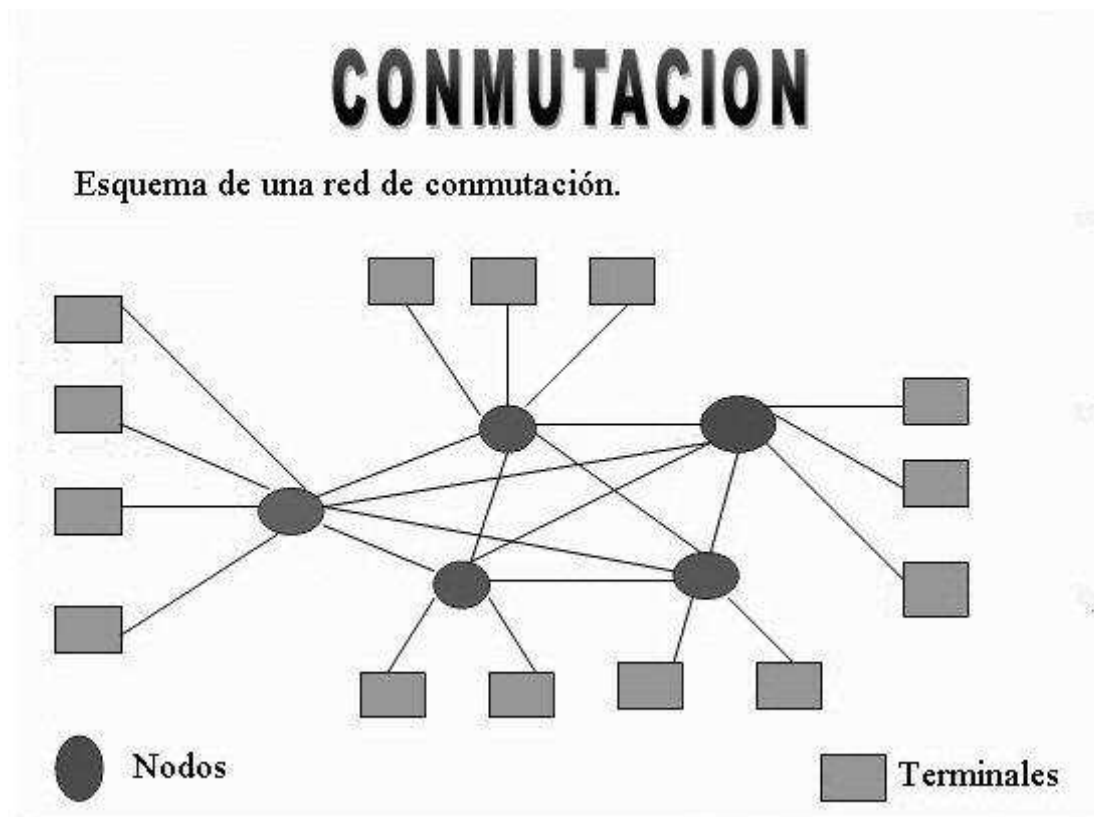 CONMUTACION
Esquema de una red de conmutación.
Nodos
Terminales